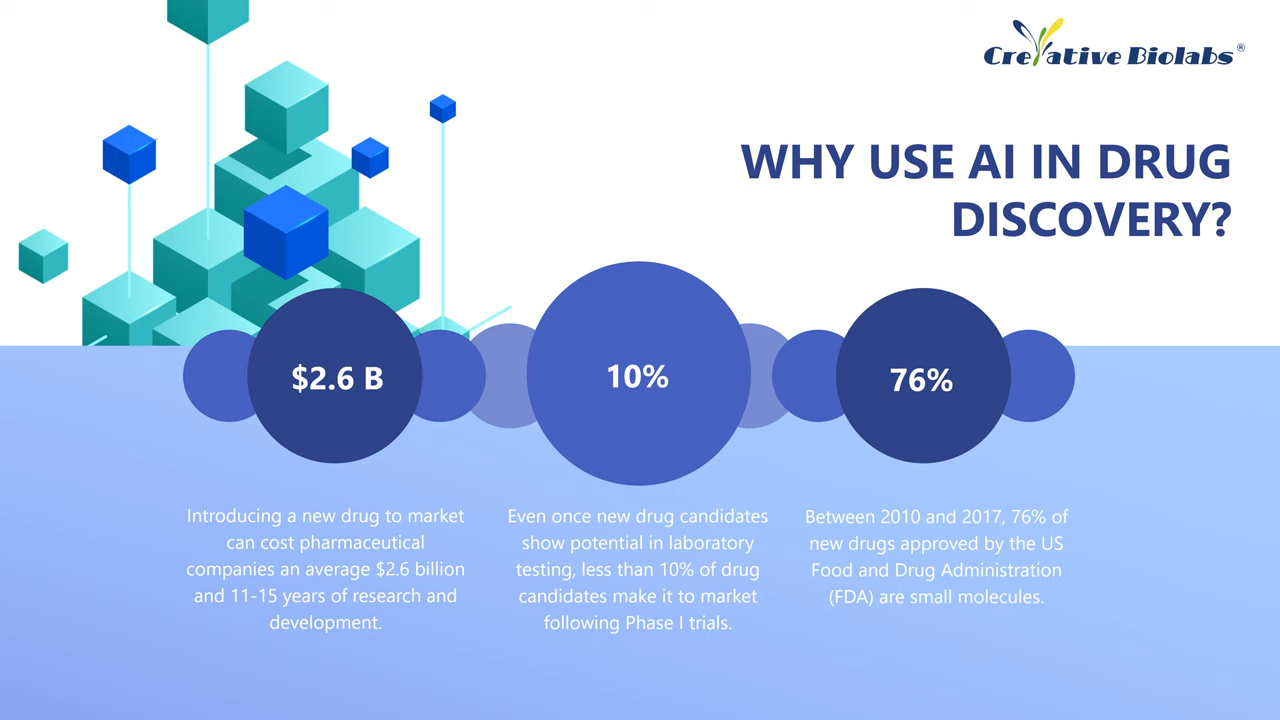 Creative Biolabs®
WHY USE AI IN DRUG
DISCOVERY?
$2.6 B
10%
76%
Introducing a new drug to market
can cost pharmaceutical
companies an average $2.6 billion
and 11-15 years of research and
development.
Even once new drug candidates
show potential in laboratory
testing, less than 10% of drug
candidates make it to market
following Phase I trials.
Between 2010 and 2017, 76% of
new drugs approved by the US
Food and Drug Administration
(FDA) are small molecules.